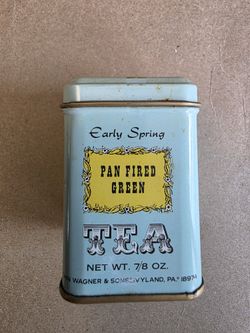 Early Spring
PAN FIRED
GREEN
TEA
NET WT. 7/8 OZ.
WAGNER & SONS, IVYLAND, PA. 18974